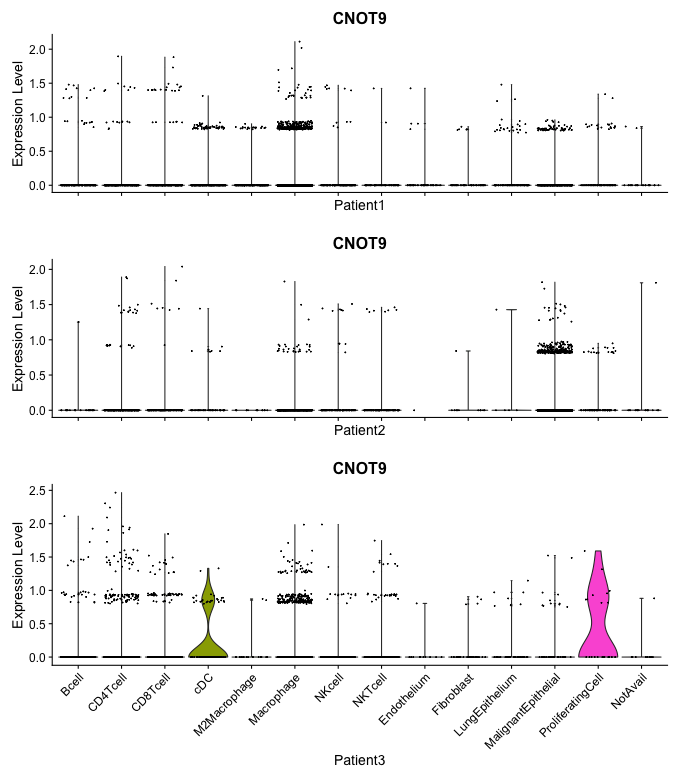 CNOT9
Expression Level
2.0
1.5
1.0
0.5
0.0
Patient1
CNOT9
Expression Level
2.0
1.5
1.0
0.5
0.0
Patient2
CNOT9
Expression Level
2.5
2.0
1.5
1.0
0.5
0.0
Bcell
CD4Tcell
CD8Tcell
cDC
M2Macrophage
Macrophage
NKcell
NKTcell
Endothelium
Fibroblast
LungEpithelium
MalignantEpithelial
ProliferatingCell
NotAvail
Patient3